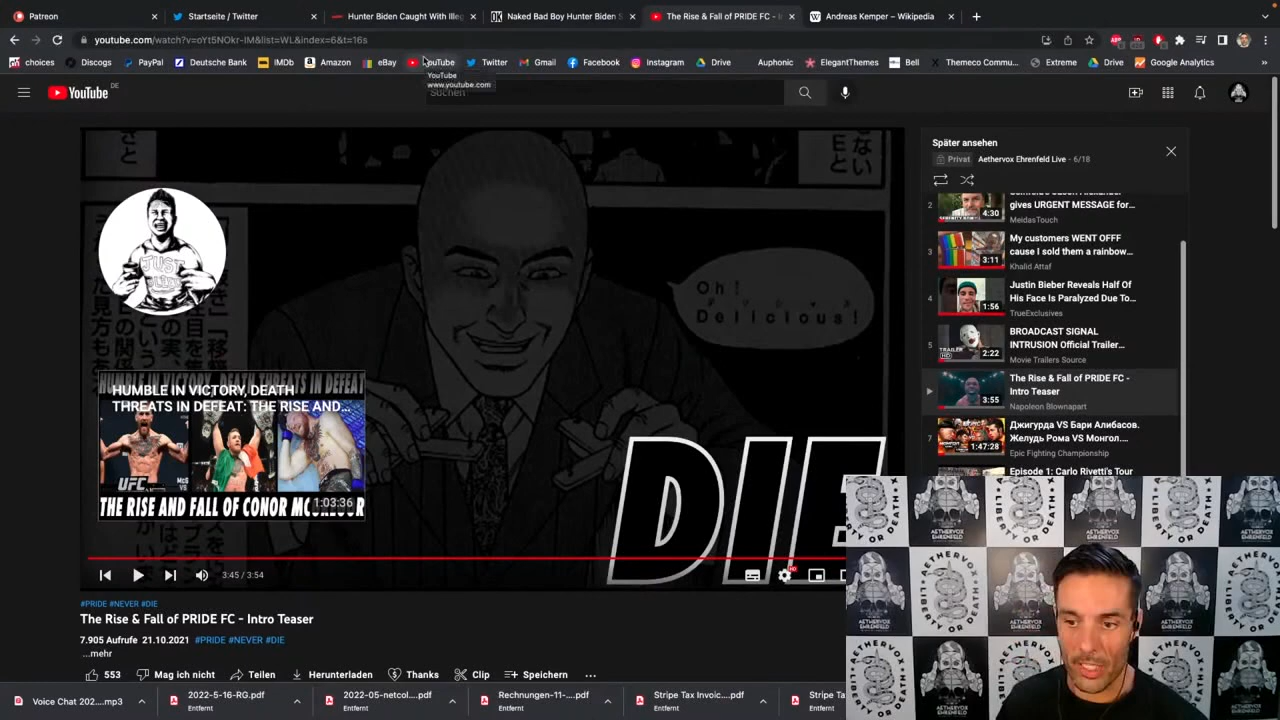 Patreon
Startseite / Twitter
Hunter Biden Caught With Illeg
Naked Bad Boy Hunter Biden S
The Rise & Fall of PRIDE FC - In
Andreas Kemper – Wikipedia
youtube.com/watch?v=oYt5NOkr-IM&list=WL&index=6&t=16s
choices
Discogs
PayPal
Deutsche Bank
IMDb
Amazon
eBay
YouTube
Twitter
Gmail
Facebook
Instagram
Drive
Auphonic
ElegantThemes
Bell
Themeco Commu...
Extreme
Drive
Google Analytics
»
YouTube
www.youtube.com
YouTube DE
Suchen
Oh!
Delicious!
JUST
BLEED
HUMBLE IN VICTORY, DEATH
THREATS IN DEFEAT: THE RISE AND...
UFC
THE RISE AND FALL OF CONOR MCGREGOR
1:03:36
DIE
3:45 / 3:54
HD
#PRIDE #NEVER #DIE
The Rise & Fall of PRIDE FC - Intro Teaser
7.905 Aufrufe 21.10.2021 #PRIDE #NEVER #DIE
...mehr
553
Mag ich nicht
Teilen
Herunterladen
Thanks
Clip
Speichern
Später ansehen
Privat
Aethervox Ehrenfeld Live - 6/18
2
gives URGENT MESSAGE for...
MeidasTouch
4:30
3
My customers WENT OFFF
cause I sold them a rainbow...
Khalid Attaf
3:11
4
Justin Bieber Reveals Half Of
His Face Is Paralyzed Due To...
TrueExclusives
1:56
5
BROADCAST SIGNAL
INTRUSION Official Trailer...
Movie Trailers Source
TRAILER
HD
2:22
The Rise & Fall of PRIDE FC -
Intro Teaser
Napoleon Blownapart
3:55
7
Джигурда VS Бари Алибасов.
Желудь Рома VS Монгол....
Epic Fighting Championship
1:47:28
Episode 1: Carlo Rivetti's Tour
AETHERVOX
EHRENFELD
LIBERTY OR DEATH
Voice Chat 202....mp3
2022-5-16-RG.pdf
Entfernt
2022-05-netcol....pdf
Entfernt
Rechnungen-11-....pdf
Entfernt
Stripe Tax Invoic....pdf
Entfernt
Stripe Ta
Entfernt